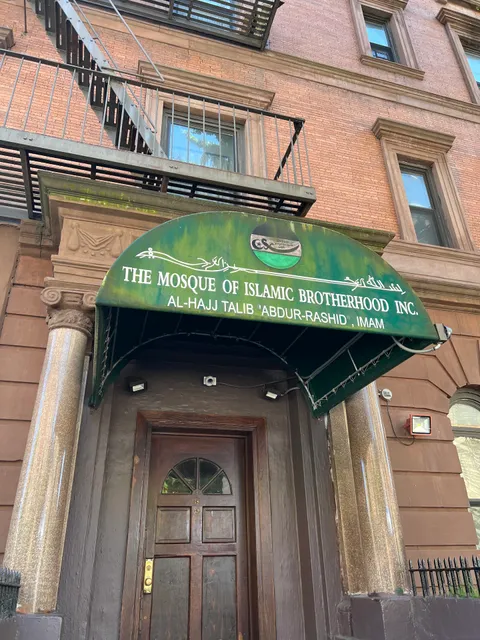 THE MOSQUE OF ISLAMIC BROTHERHOOD INC.
AL-HAJJ TALIB 'ABDUR-RASHID, IMAM